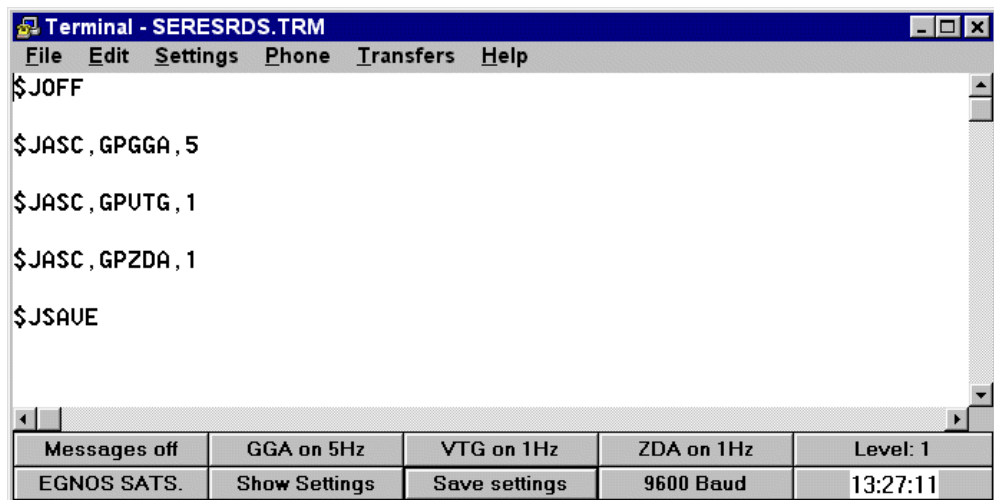 Terminal - SERESRDS.TRM
File Edit Settings Phone Transfers Help
$JOFF
$JASC,GPGGA,5
$JASC,GPVTG,1
$JASC,GPZDA,1
$JSAVE
Messages off GGA on 5Hz VTG on 1Hz ZDA on 1Hz Level: 1
EGNOS SATS. Show Settings Save settings 9600 Baud 13:27:11